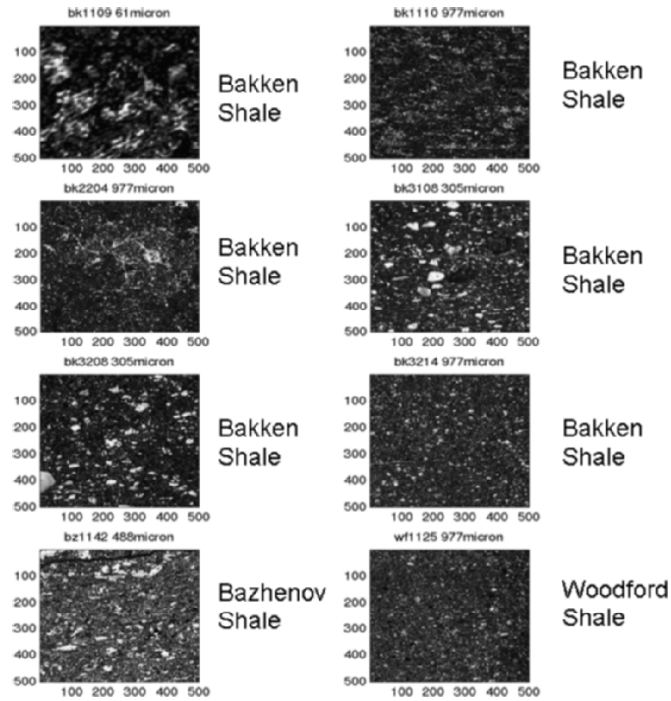 bk1109 61micron
100
200
300
400
500
100 200 300 400 500
Bakken
Shale
bk1110 977micron
100
200
300
400
500
100 200 300 400 500
Bakken
Shale
bk2204 977micron
100
200
300
400
500
100 200 300 400 500
Bakken
Shale
bk3108 305micron
100
200
300
400
500
100 200 300 400 500
Bakken
Shale
bk3208 305micron
100
200
300
400
500
100 200 300 400 500
Bakken
Shale
bk3214 977micron
100
200
300
400
500
100 200 300 400 500
Bakken
Shale
bz1142 488micron
100
200
300
400
500
100 200 300 400 500
Bazhenov
Shale
wf1125 977micron
100
200
300
400
500
100 200 300 400 500
Woodford
Shale